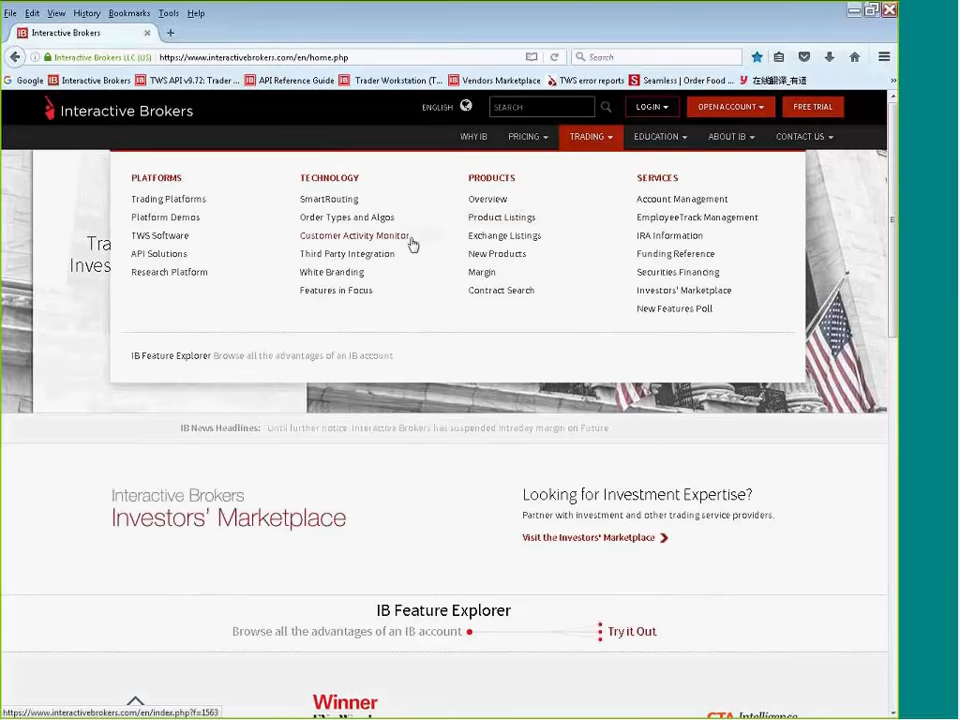 File Edit View History Bookmarks Tools Help
Interactive Brokers
Interactive Brokers LLC (US) https://www.interactivebrokers.com/en/home.php Search
Google Interactive Brokers TWS API v9.72: Trader ... API Reference Guide Trader Workstation (T... Vendors Marketplace TWS error reports Seamless | Order Food ... 在线翻译_有道
Interactive Brokers ENGLISH SEARCH LOGIN OPEN ACCOUNT FREE TRIAL
WHY IB PRICING TRADING EDUCATION ABOUT IB CONTACT US
PLATFORMS
Trading Platforms
Platform Demos
TWS Software
API Solutions
Research Platform
TECHNOLOGY
SmartRouting
Order Types and Algos
Customer Activity Monitor
Third Party Integration
White Branding
Features in Focus
PRODUCTS
Overview
Product Listings
Exchange Listings
New Products
Margin
Contract Search
SERVICES
Account Management
EmployeeTrack Management
IRA Information
Funding Reference
Securities Financing
Investors' Marketplace
New Features Poll
Tra
Inves
IB Feature Explorer Browse all the advantages of an IB account
IB News Headlines: Until further notice, Interactive Brokers has suspended intraday margin on Future
Interactive Brokers
Investors' Marketplace
Looking for Investment Expertise?
Partner with investment and other trading service providers.
Visit the Investors' Marketplace
IB Feature Explorer
Browse all the advantages of an IB account Try it Out
Winner
CTA Intelligence
https://www.interactivebrokers.com/en/index.php?f=1563